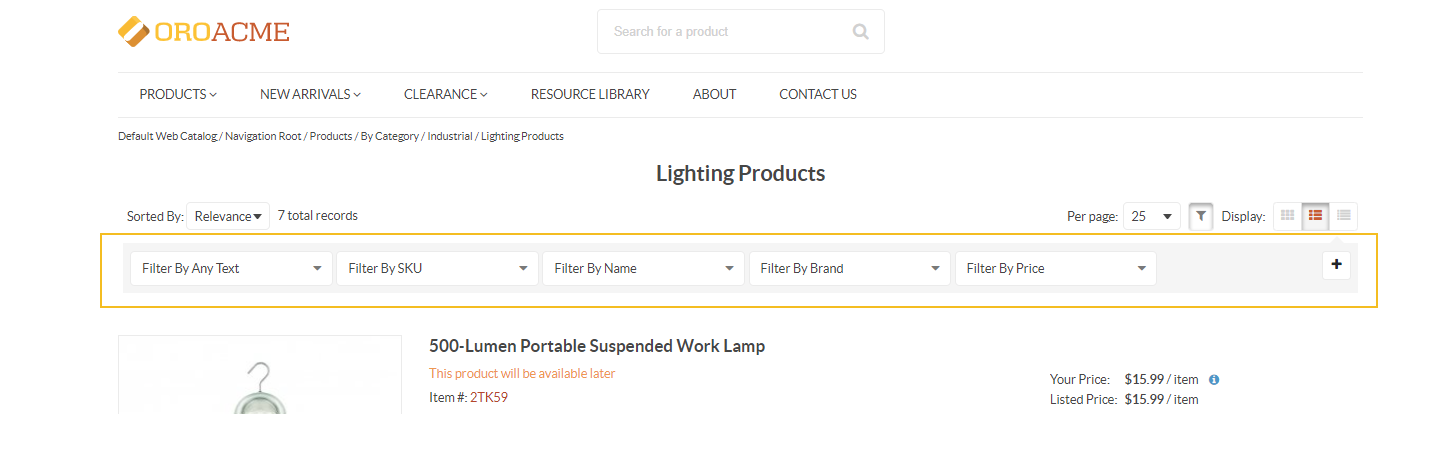 OROACME
Search for a product
PRODUCTS NEW ARRIVALS CLEARANCE RESOURCE LIBRARY ABOUT CONTACT US
Default Web Catalog / Navigation Root / Products / By Category / Industrial / Lighting Products
Lighting Products
Sorted By: Relevance 7 total records Per page: 25 Display:
Filter By Any Text Filter By SKU Filter By Name Filter By Brand Filter By Price +
500-Lumen Portable Suspended Work Lamp
This product will be available later
Your Price: $15.99 / item
Item #: 2TK59
Listed Price: $15.99 / item